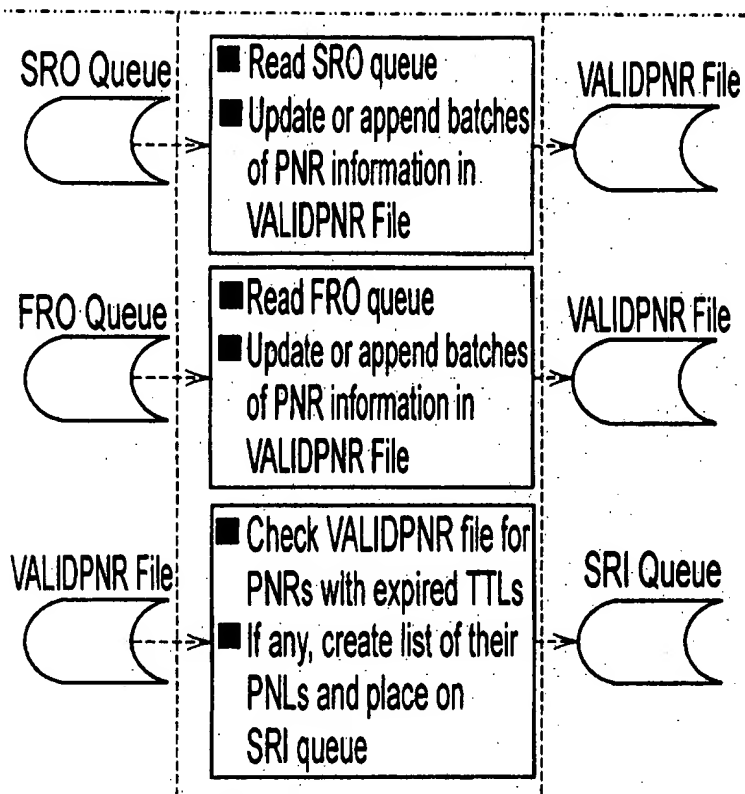 SRO Queue
■ Read SRO queue
■ Update or append batches
of PNR information in
VALIDPNR File
VALIDPNR File
FRO Queue
■ Read FRO queue
■ Update or append batches
of PNR information in
VALIDPNR File
VALIDPNR File
VALIDPNR File
■ Check VALIDPNR file for
PNRs with expired TTLs
■ If any, create list of their
PNLs and place on
SRI queue
SRI Queue